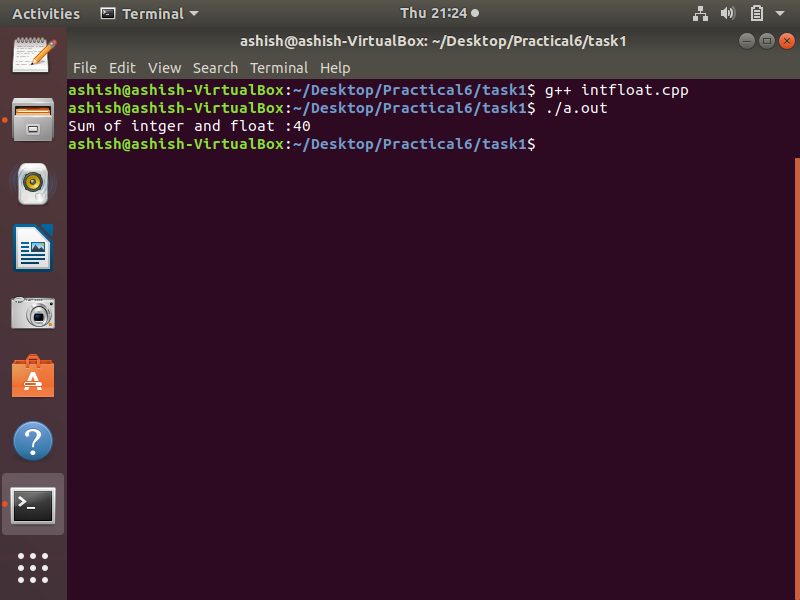 Activities Terminal Thu 21:24
ashish@ashish-VirtualBox: ~/Desktop/Practical6/task1
File Edit View Search Terminal Help
ashish@ashish-VirtualBox:~/Desktop/Practical6/task1$ g++ intfloat.cpp
ashish@ashish-VirtualBox:~/Desktop/Practical6/task1$ ./a.out
Sum of intger and float :40
ashish@ashish-VirtualBox:~/Desktop/Practical6/task1$